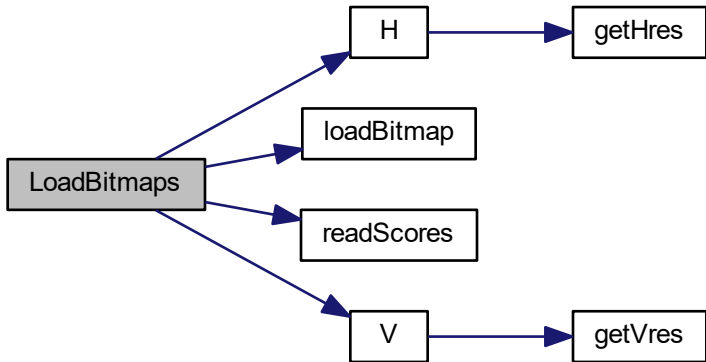 H
getHres
loadBitmap
LoadBitmaps
readScores
V
getVres